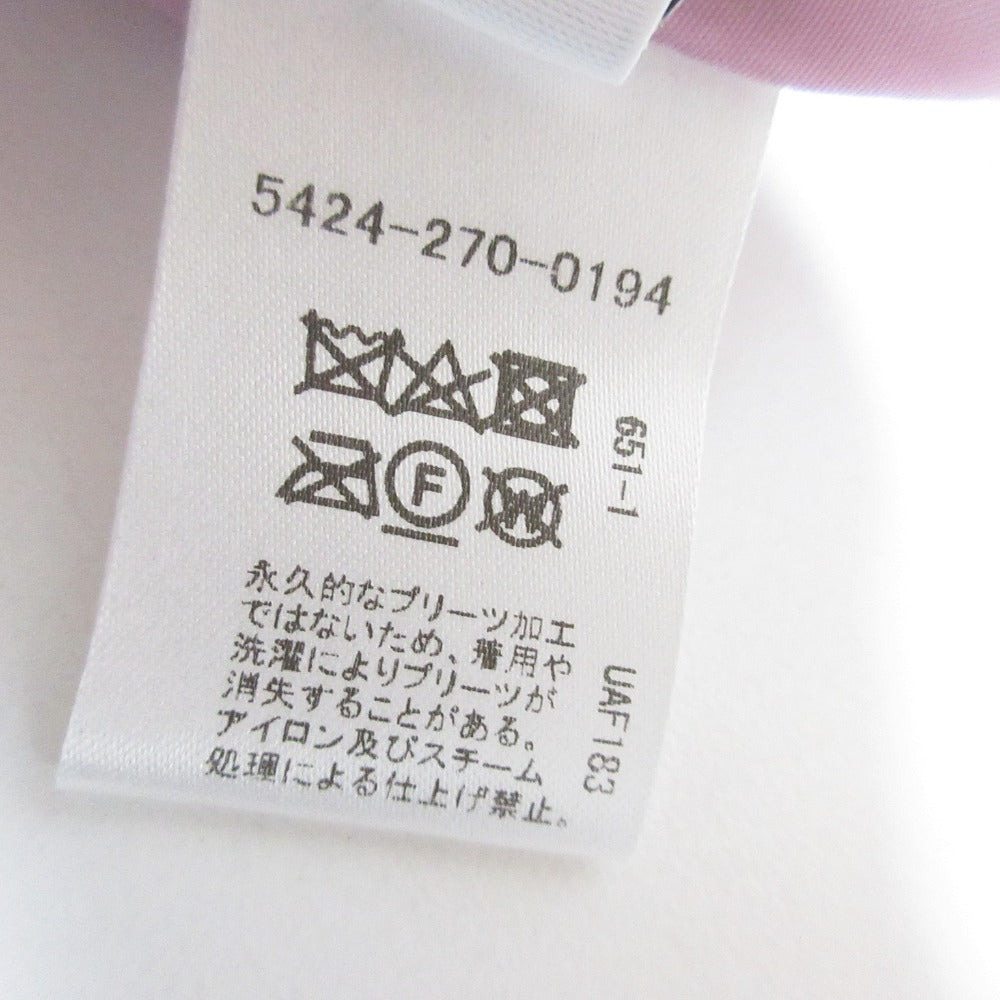 5424-270-0194
651-1
F
W
永久的なプリーツ加工
ではないため、着用や
洗濯によりプリーツが
消失することがある。
アイロン及びスチーム
処理による仕上げ禁止。
UAF183